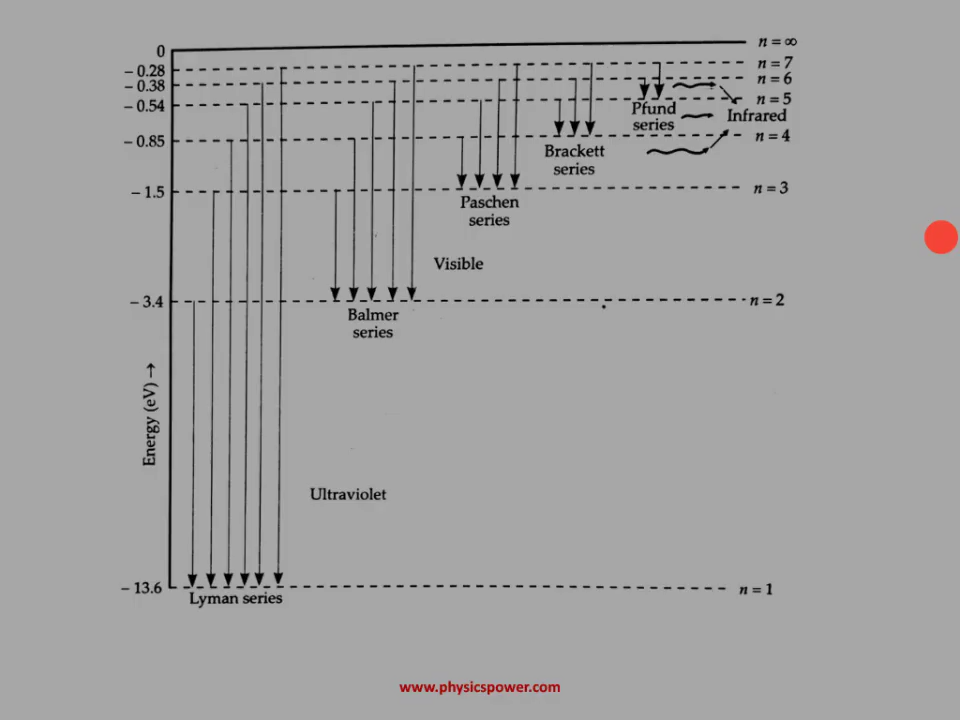 0
n = ∞
– 0.28
n = 7
– 0.38
n = 6
– 0.54
n = 5
Pfund
series
Infrared
– 0.85
n = 4
Brackett
series
– 1.5
n = 3
Paschen
series
Visible
– 3.4
n = 2
Balmer
series
Energy (eV) →
Ultraviolet
– 13.6
n = 1
Lyman series
www.physicspower.com